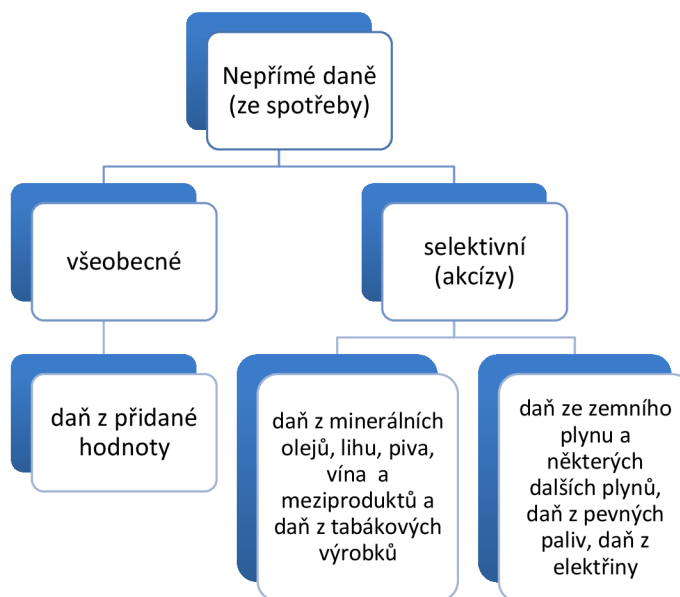 Nepřímé daně
(ze spotřeby)
všeobecné
selektivní
(akcízy)
daň z přidané
hodnoty
daň z minerálních
olejů, lihu, piva,
vína a
meziproduktů a
daň z tabákových
výrobků
daň ze zemního
plynu a
některých
dalších plynů,
daň z pevných
paliv, daň z
elektřiny